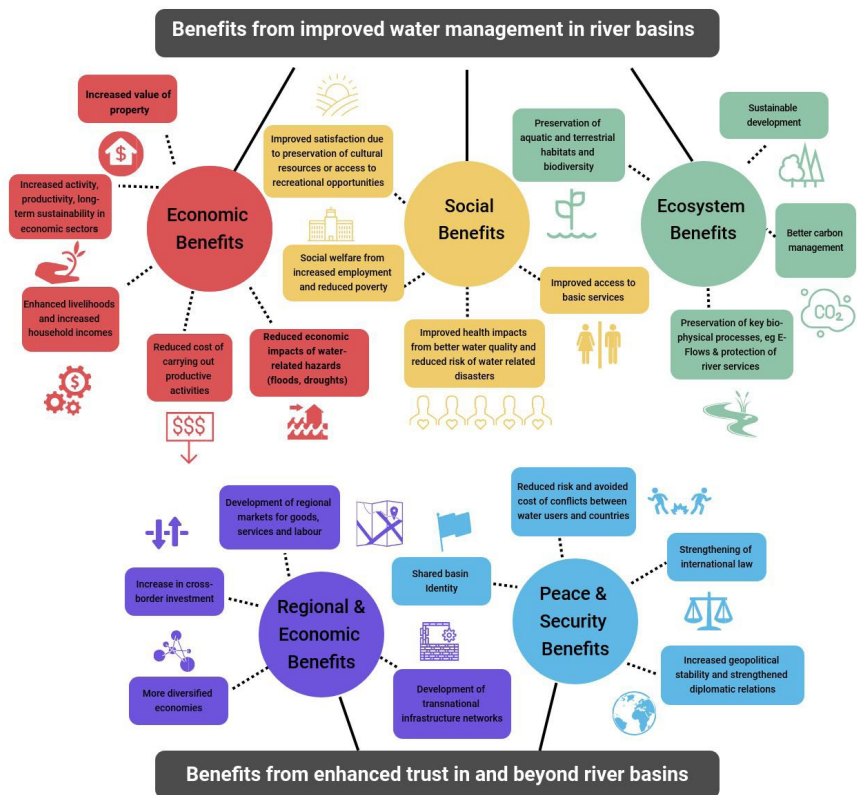 Benefits from improved water management in river basins
Increased value of
property
Increased activity,
productivity, long-
term sustainability in
economic sectors
Enhanced livelihoods
and increased
household incomes
Reduced cost of
carrying out
productive
activities
Reduced economic
impacts of water-
related hazards
(floods, droughts)
Economic
Benefits
$
$
$$$
Improved satisfaction due
to preservation of cultural
resources or access to
recreational opportunities
Social welfare from
increased employment
and reduced poverty
Improved health impacts
from better water quality and
reduced risk of water related
disasters
Improved access to
basic services
Social
Benefits
Preservation of
aquatic and terrestrial
habitats and
biodiversity
Sustainable
development
Better carbon
management
CO2
Preservation of key bio-
physical processes, eg E-
Flows & protection of
river services
Ecosystem
Benefits
Development of regional
markets for goods,
services and labour
Increase in cross-
border investment
More diversified
economies
Development of
transnational
infrastructure networks
Regional &
Economic
Benefits
Reduced risk and avoided
cost of conflicts between
water users and countries
Shared basin
Identity
Strengthening of
international law
Increased geopolitical
stability and strengthened
diplomatic relations
Peace &
Security
Benefits
Benefits from enhanced trust in and beyond river basins